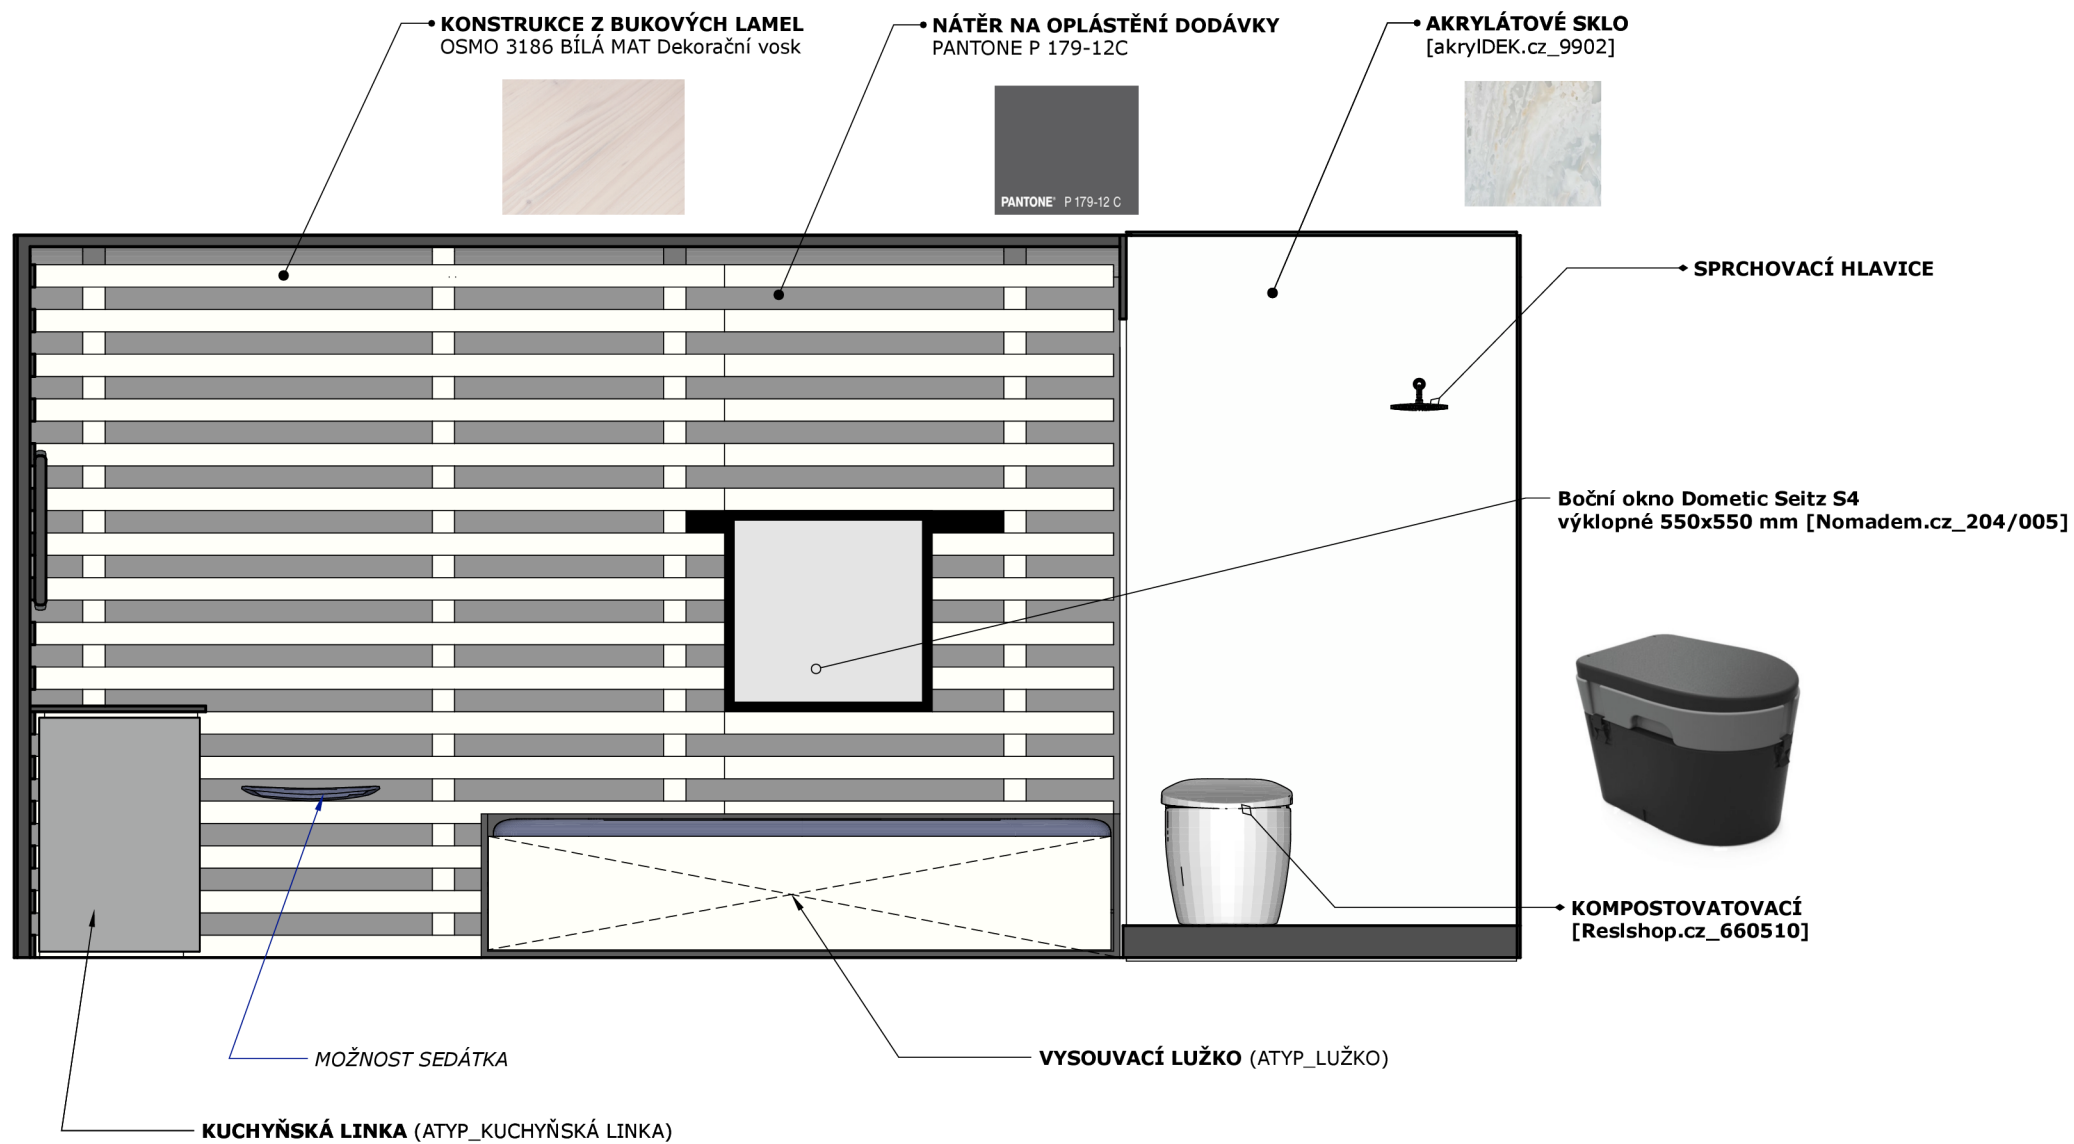 KONSTRUKCE Z BUKOVÝCH LAMEL
OSMO 3186 BÍLÁ MAT Dekorační vosk
NÁTĚR NA OPLÁSTĚNÍ DODÁVKY
PANTONE P 179-12C
PANTONE® P 179-12 C
AKRYLÁTOVÉ SKLO
[akrylDEK.cz_9902]
SPRCHOVACÍ HLAVICE
Boční okno Dometic Seitz S4
výklopné 550x550 mm [Nomadem.cz_204/005]
KOMPOSTOVATOVACÍ
[Reslshop.cz_660510]
MOŽNOST SEDÁTKA
VYSOUVACÍ LUŽKO (ATYP_LUŽKO)
KUCHYŇSKÁ LINKA (ATYP_KUCHYŇSKÁ LINKA)